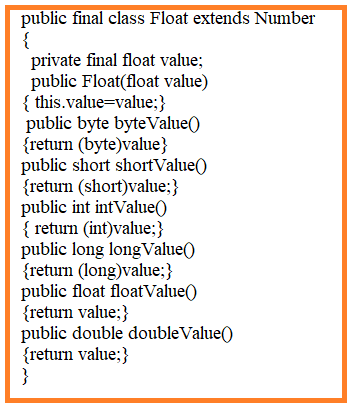 public final class Float extends Number
{
private final float value;
public Float(float value)
{ this.value=value;}
public byte byteValue()
{return (byte)value}
public short shortValue()
{return (short)value;}
public int intValue()
{ return (int)value;}
public long longValue()
{return (long)value;}
public float floatValue()
{return value;}
public double doubleValue()
{return value;}
}